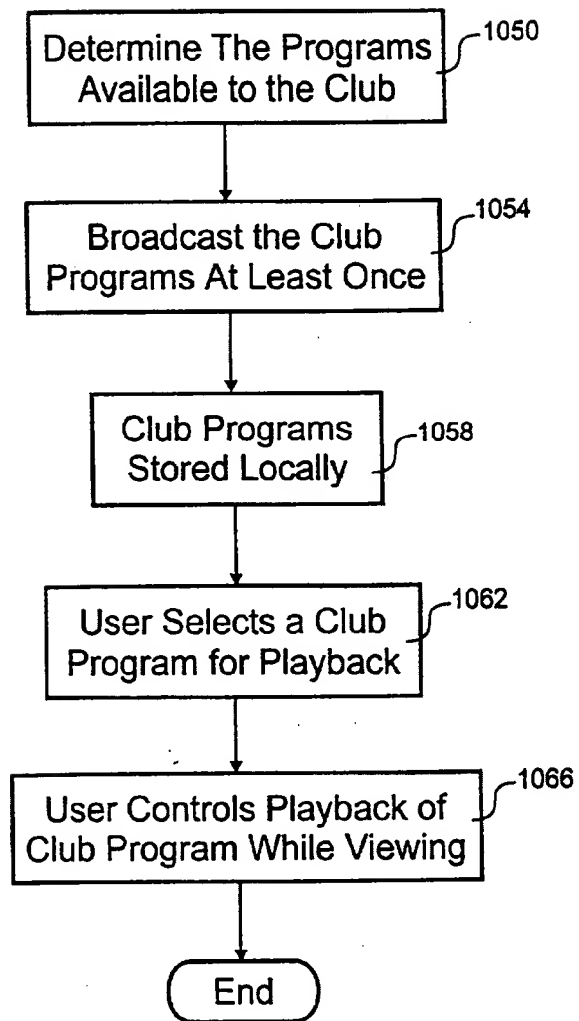 Determine The Programs
Available to the Club
1050
Broadcast the Club
Programs At Least Once
1054
Club Programs
Stored Locally
1058
User Selects a Club
Program for Playback
1062
User Controls Playback of
Club Program While Viewing
1066
End